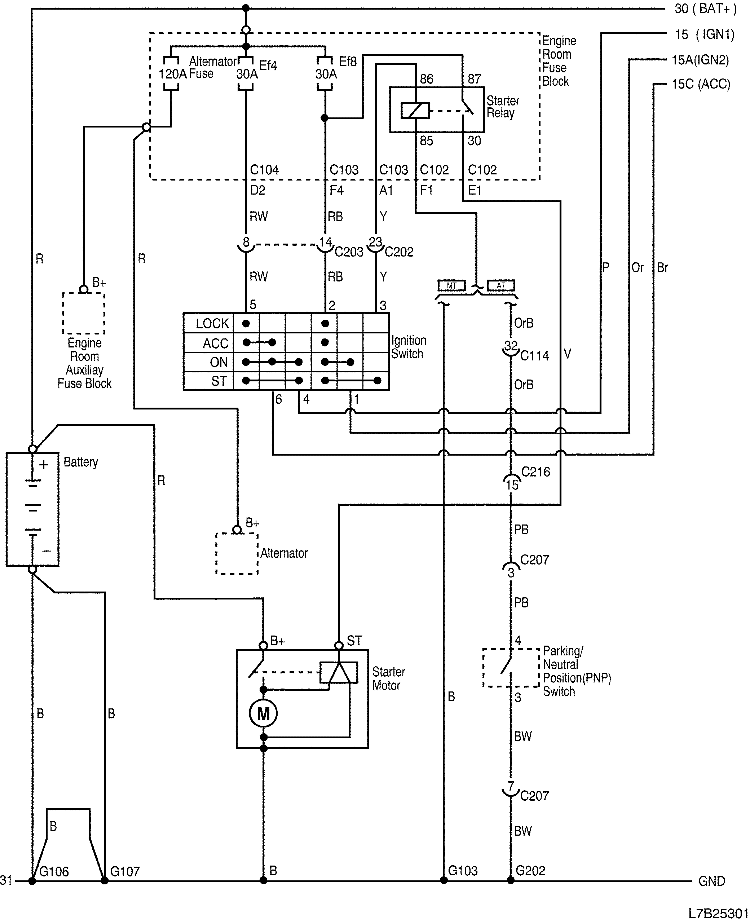 30 ( BAT+ )
15 ( IGN1)
15A(IGN2)
15C (ACC)
Engine
Room
Fuse
Block
Alternator
Fuse
120A
Ef4
30A
Ef8
30A
86
87
Starter
Relay
85
30
C104
C103
C103
C102
C102
D2
F4
A1
F1
E1
RW
RB
Y
8
14
C203
23
C202
R
R
P
Or
Br
B+
RW
RB
Y
MT
AT
Engine
Room
Auxiliay
Fuse Block
5
2
3
LOCK
ACC
ON
ST
Ignition
Switch
OrB
32
C114
V
OrB
6
4
1
Battery
+
−
R
C216
15
B+
Alternator
PB
C207
3
PB
B+
ST
4
Parking/
Neutral
Position(PNP)
Switch
3
Starter
Motor
M
B
B
B
BW
7
C207
B
BW
31
G106
G107
B
G103
G202
GND
L7B25301